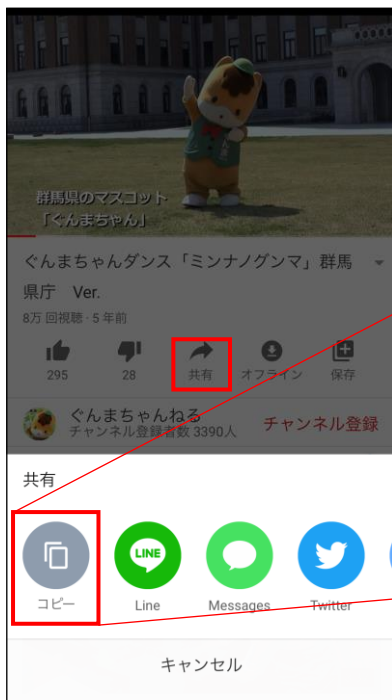 群馬県のマスコット
「ぐんまちゃん」
ぐんまちゃんダンス「ミンナノグンマ」群馬
県庁 Ver.
8万 回視聴・5 年前
295
28
共有
オフライン
保存
ぐんまちゃんねる
チャンネル登録者数 3390人
チャンネル登録
共有
LINE
コピー
Line
Messages
Twitter
キャンセル